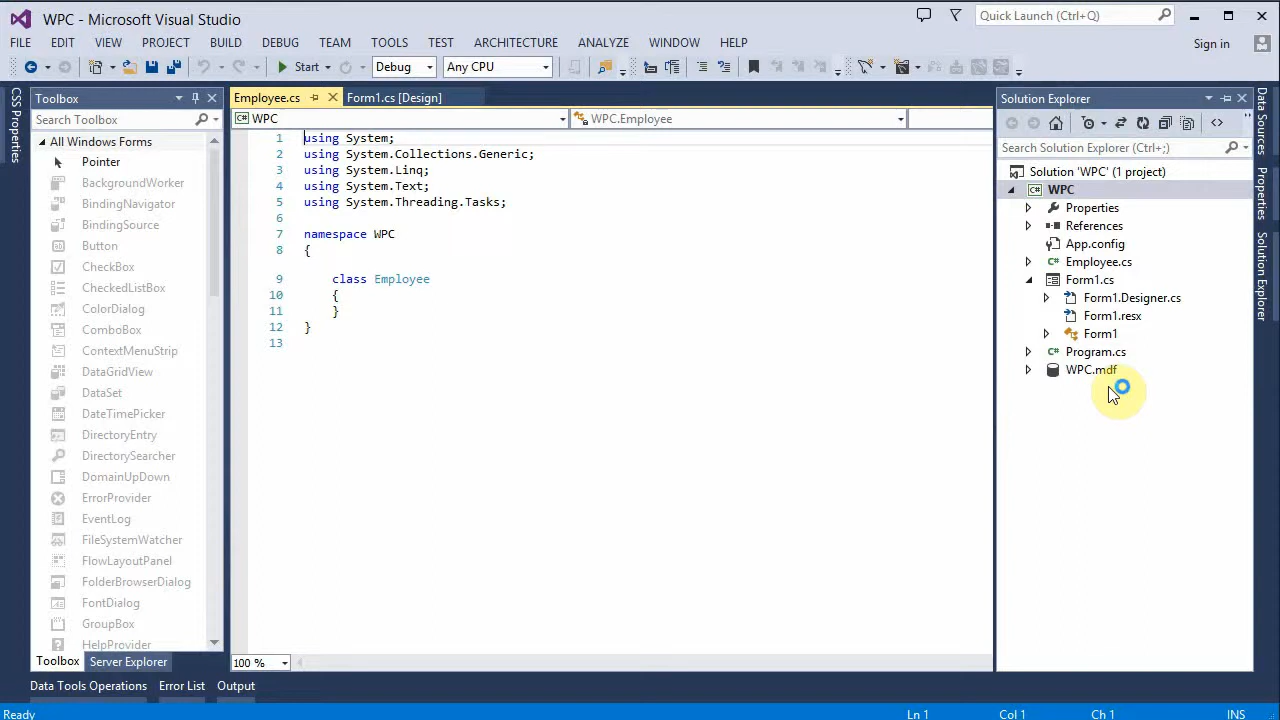 WPC - Microsoft Visual Studio
Quick Launch (Ctrl+Q)
FILE EDIT VIEW PROJECT BUILD DEBUG TEAM TOOLS TEST ARCHITECTURE ANALYZE WINDOW HELP
Sign in
Start Debug Any CPU
CSS Properties
Toolbox
Search Toolbox
All Windows Forms
Pointer
BackgroundWorker
BindingNavigator
BindingSource
Button
CheckBox
CheckedListBox
ColorDialog
ComboBox
ContextMenuStrip
DataGridView
DataSet
DateTimePicker
DirectoryEntry
DirectorySearcher
DomainUpDown
ErrorProvider
EventLog
FileSystemWatcher
FlowLayoutPanel
FolderBrowserDialog
FontDialog
GroupBox
HelpProvider
Toolbox Server Explorer
Employee.cs Form1.cs [Design]
WPC WPC.Employee
1 using System;
2 using System.Collections.Generic;
3 using System.Linq;
4 using System.Text;
5 using System.Threading.Tasks;
6
7 namespace WPC
8 {
9 class Employee
10 {
11 }
12 }
13
100 %
Solution Explorer
Search Solution Explorer (Ctrl+;)
Solution 'WPC' (1 project)
C# WPC
Properties
References
App.config
C# Employee.cs
Form1.cs
Form1.Designer.cs
Form1.resx
Form1
C# Program.cs
WPC.mdf
Data Sources
Properties
Solution Explorer
Data Tools Operations Error List Output
Ready Ln 1 Col 1 Ch 1 INS